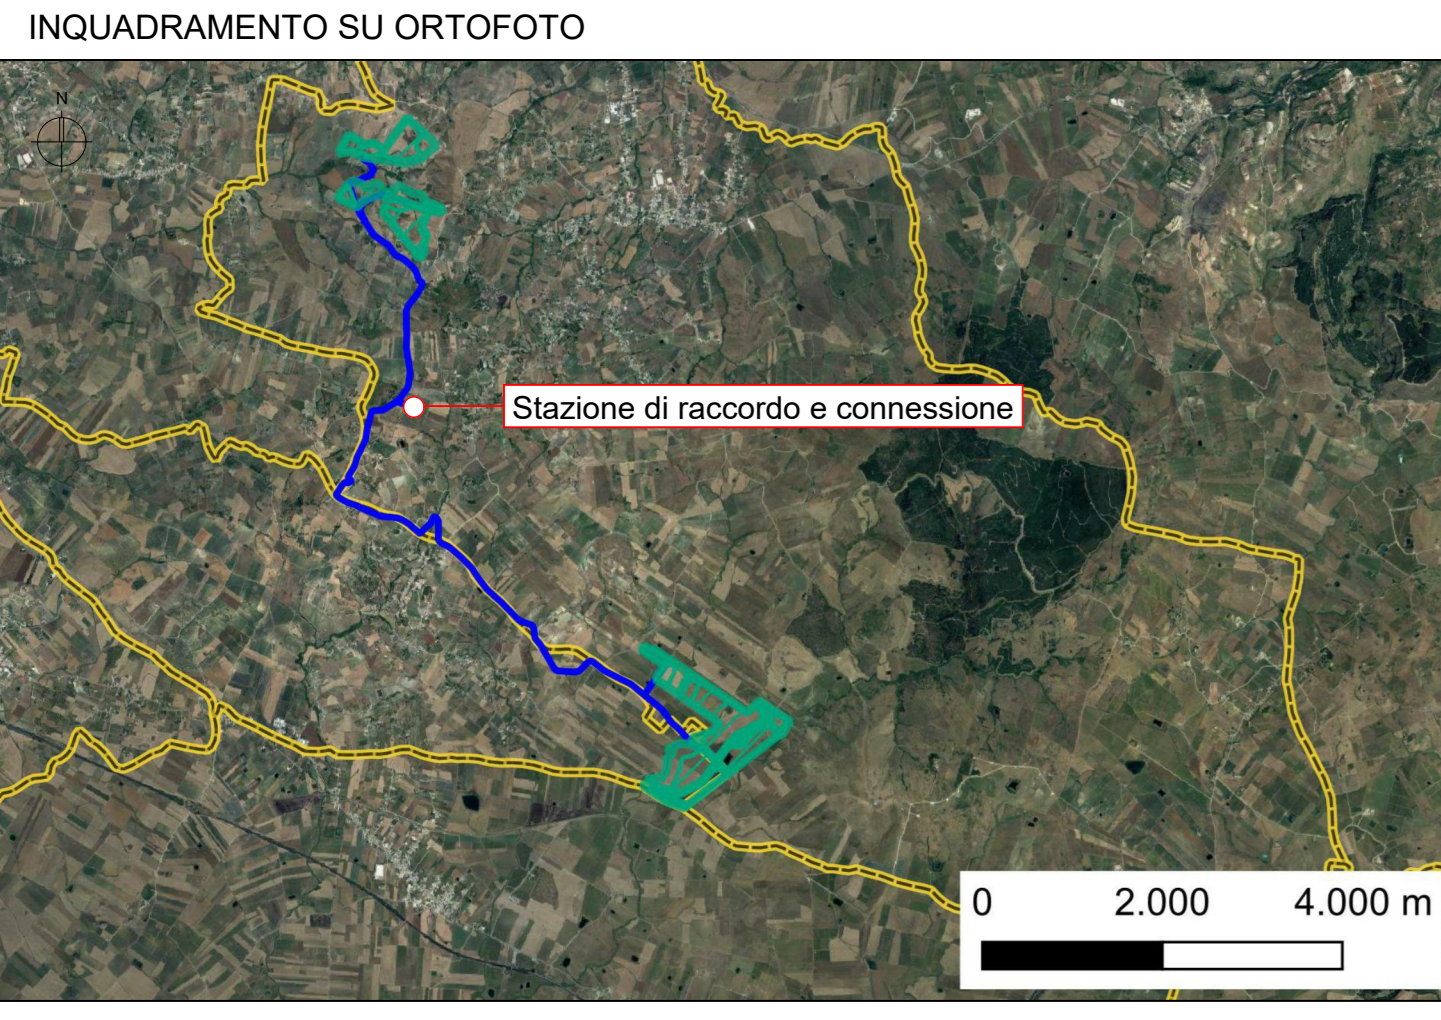 INQUADRAMENTO SU ORTOFOTO
N
Stazione di raccordo e connessione
0 2.000 4.000 m